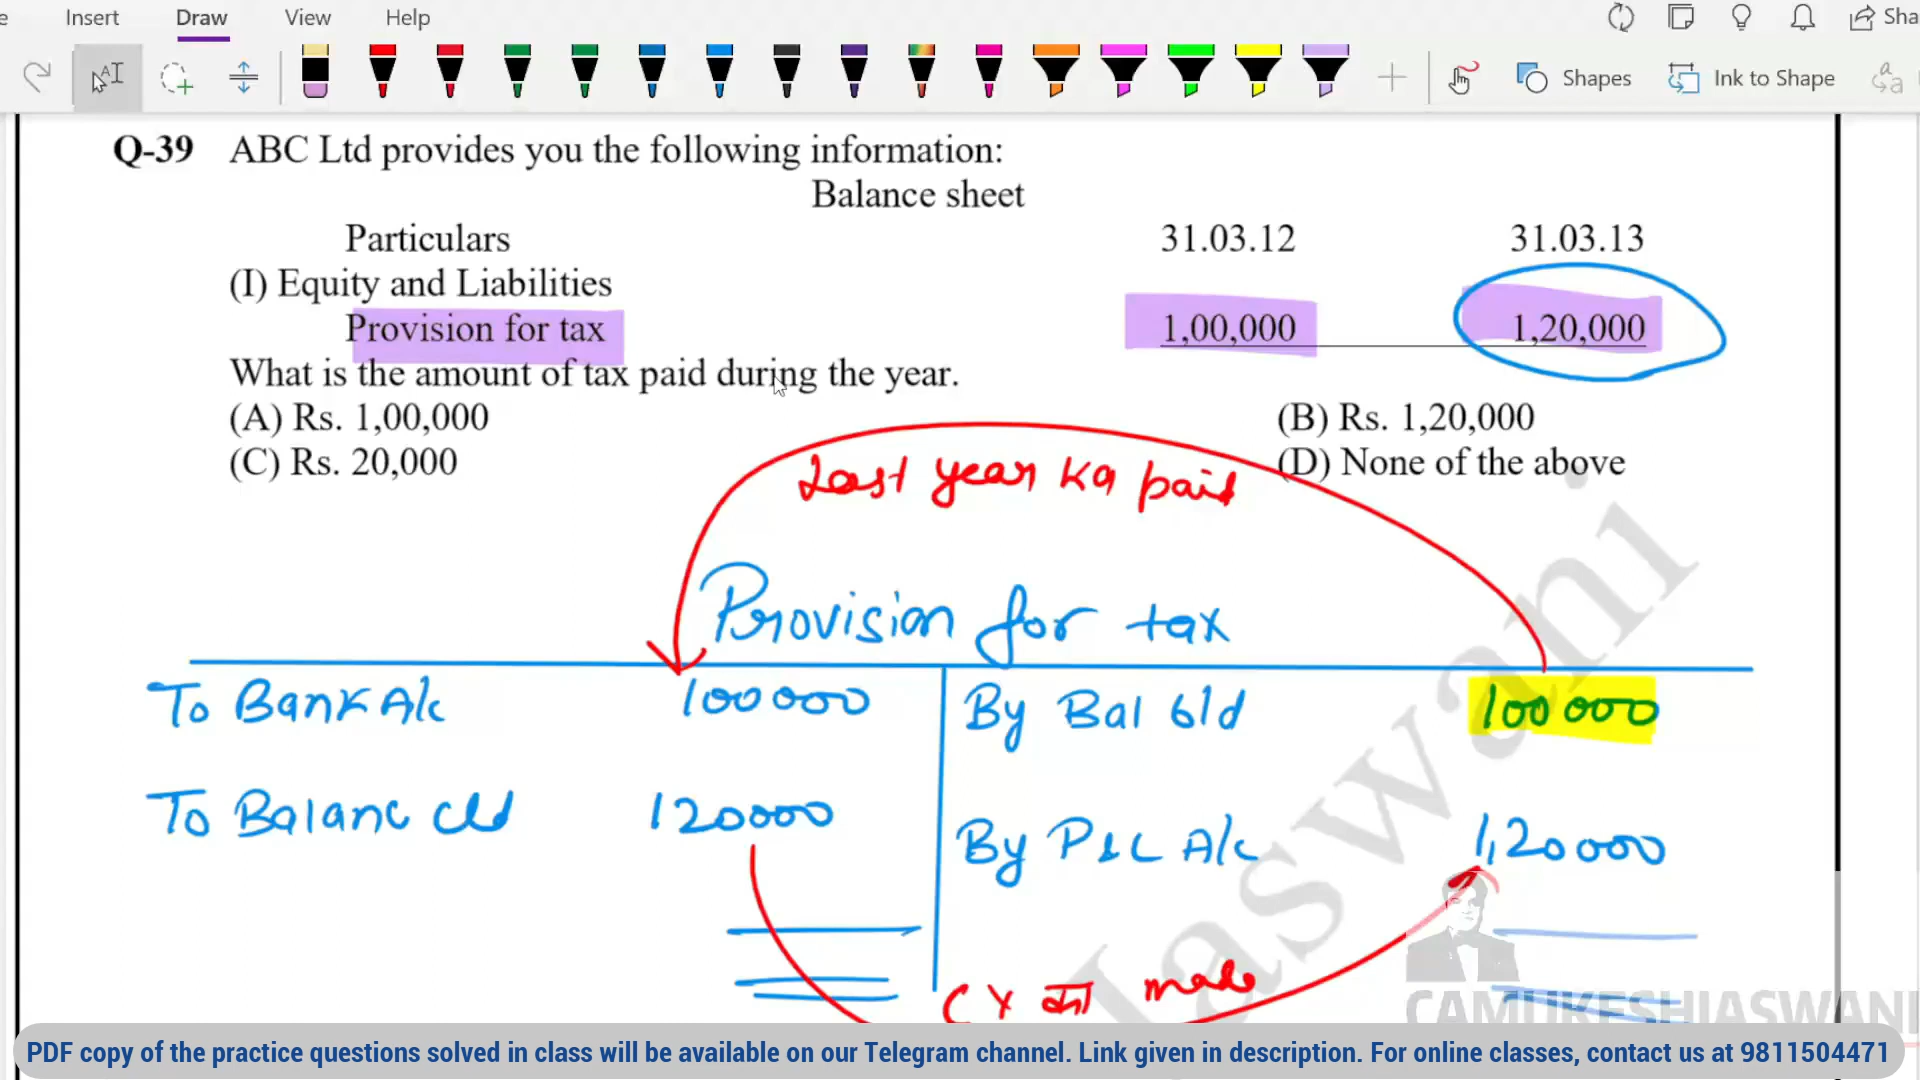 Insert Draw View Help Sha
Shapes Ink to Shape
Q-39 ABC Ltd provides you the following information:
Balance sheet
Particulars 31.03.12 31.03.13
(I) Equity and Liabilities
Provision for tax 1,00,000 1,20,000
What is the amount of tax paid during the year.
(A) Rs. 1,00,000 (B) Rs. 1,20,000
(C) Rs. 20,000 (D) None of the above
Last year ka paid
Provision for tax
To Bank A/c 100000 By Bal b/d 100000
To Balanc c/d 120000 By P&L A/c 1,20000
CY का made
Jaswani
CAMUKESHJASWANI
PDF copy of the practice questions solved in class will be available on our Telegram channel. Link given in description. For online classes, contact us at 9811504471